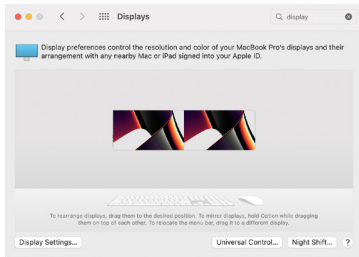 Displays
display
Display preferences control the resolution and color of your MacBook Pro's displays and their
arrangement with any nearby Mac or iPad signed into your Apple ID.
To rearrange displays, drag them to the desired position. To mirror displays, hold Option while dragging
them on top of each other. To relocate the menu bar, drag it to a different display.
Display Settings... Universal Control... Night Shift... ?